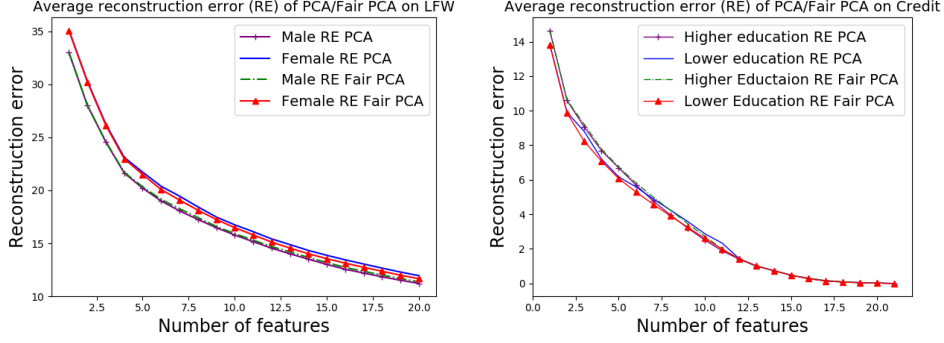 Average reconstruction error (RE) of PCA/Fair PCA on LFW
35
30
25
20
15
10
Reconstruction error
Male RE PCA
Female RE PCA
Male RE Fair PCA
Female RE Fair PCA
2.5 5.0 7.5 10.0 12.5 15.0 17.5 20.0
Number of features
Average reconstruction error (RE) of PCA/Fair PCA on Credit
14
12
10
8
6
4
2
0
Reconstruction error
Higher education RE PCA
Lower education RE PCA
Higher Eductaion RE Fair PCA
Lower Education RE Fair PCA
0.0 2.5 5.0 7.5 10.0 12.5 15.0 17.5 20.0
Number of features